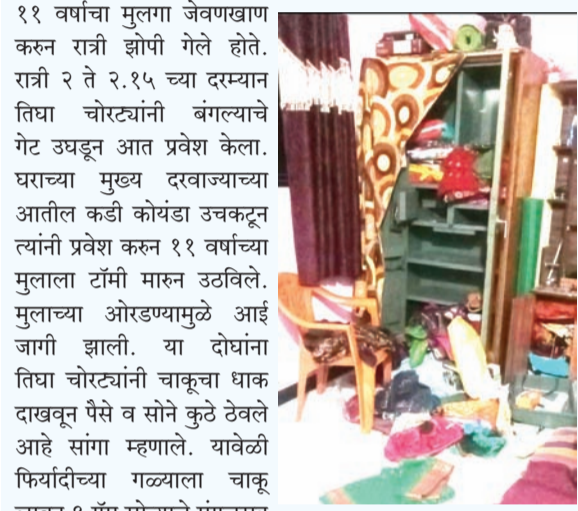 ११ वर्षाचा मुलगा जेवणखाण
करुन रात्री झोपी गेले होते.
रात्री २ ते २.१५ च्या दरम्यान
तिघा चोरट्यांनी बंगल्याचे
गेट उघडून आत प्रवेश केला.
घराच्या मुख्य दरवाज्याच्या
आतील कडी कोयंडा उचकटून
त्यांनी प्रवेश करुन ११ वर्षाच्या
मुलाला टॉमी मारुन उठविले.
मुलाच्या ओरडण्यामुळे आई
जागी झाली. या दोघांना
तिघा चोरट्यांनी चाकूचा धाक
दाखवून पैसे व सोने कुठे ठेवले
आहे सांगा म्हणाले. यावेळी
फिर्यादीच्या गळ्याला चाकू